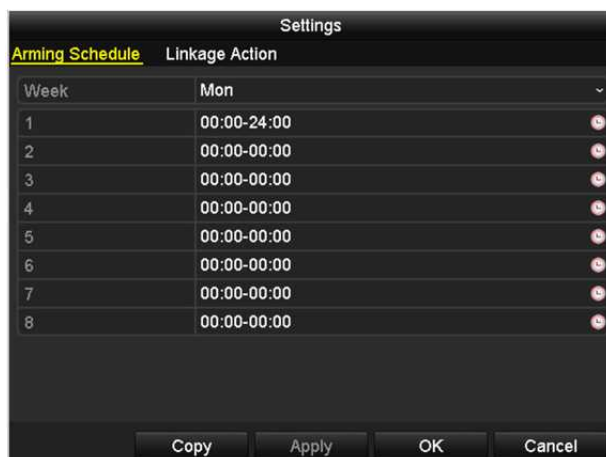 Settings
Arming Schedule Linkage Action
Week Mon
1 00:00-24:00
2 00:00-00:00
3 00:00-00:00
4 00:00-00:00
5 00:00-00:00
6 00:00-00:00
7 00:00-00:00
8 00:00-00:00
Copy Apply OK Cancel